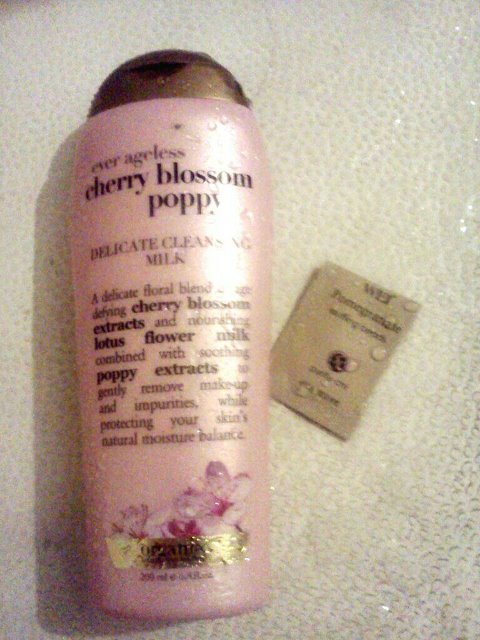 ever ageless
cherry blossom
poppy
DELICATE CLEANSING
MILK
A delicate floral blend age
defying cherry blossom
extracts and nourishing
lotus flower milk
combined with soothing
poppy extracts to
gently remove make-up
and impurities, while
protecting your skin's
natural moisture balance.
organix
200 ml e
Pomegranate